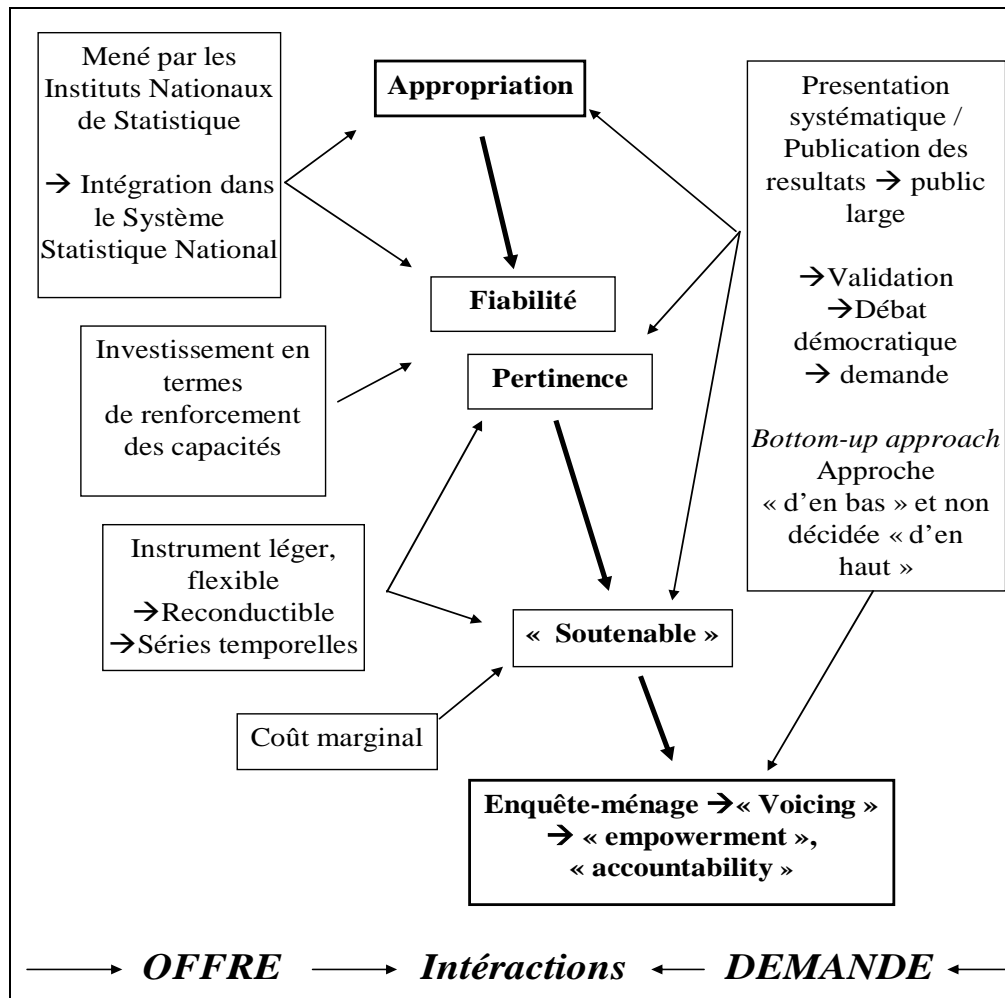 Mené par les
Instituts Nationaux
de Statistique
→ Intégration dans
le Système
Statistique National
Appropriation
Presentation
systématique /
Publication des
resultats → public
large
→Validation
→Débat
démocratique
→ demande
Bottom-up approach
Approche
« d'en bas » et non
décidée « d'en
haut »
Fiabilité
Investissement en
termes
de renforcement
des capacités
Pertinence
Instrument léger,
flexible
→Reconductible
→Séries temporelles
« Soutenable »
Coût marginal
Enquête-ménage →« Voicing »
→ « empowerment »,
« accountability »
OFFRE Intéractions DEMANDE